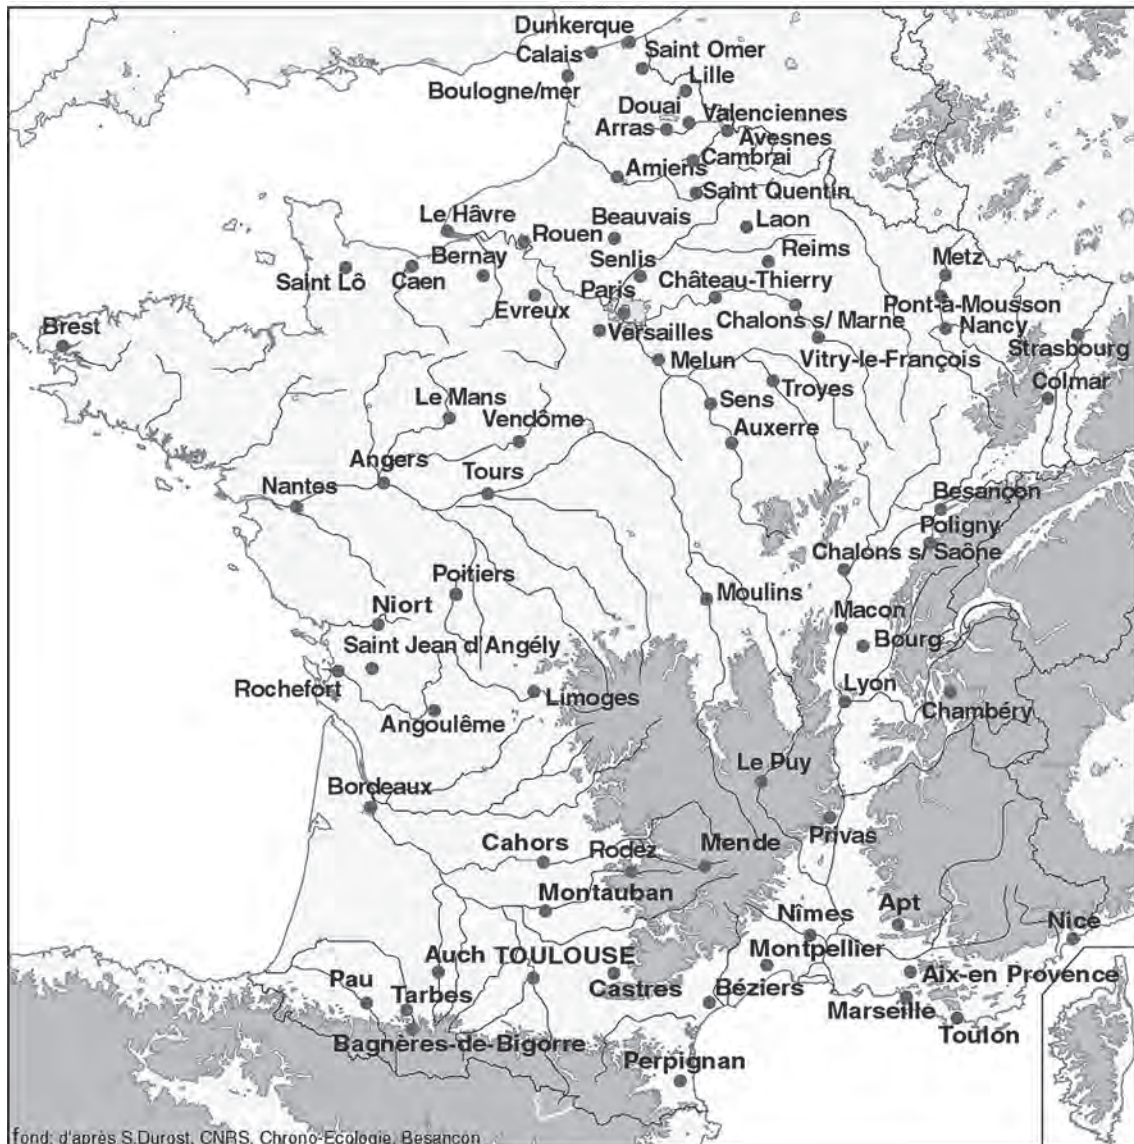 Dunkerque
Calais
Saint Omer
Lille
Boulogne/mer
Douai
Valenciennes
Arras
Avesnes
Cambrai
Amiens
Saint Quentin
Le Hâvre
Beauvais
Laon
Rouen
Bernay
Senlis
Reims
Metz
Saint Lô
Caen
Paris
Château-Thierry
Evreux
Pont-à-Mousson
Chalons s/ Marne
Nancy
Brest
Versailles
Strasbourg
Melun
Vitry-le-François
Troyes
Colmar
Le Mans
Sens
Vendôme
Auxerre
Angers
Tours
Nantes
Besançon
Poligny
Chalons s/ Saône
Poitiers
Moulins
Niort
Macon
Bourg
Saint Jean d'Angély
Rochefort
Limoges
Lyon
Chambéry
Angoulême
Le Puy
Bordeaux
Privas
Cahors
Rodez
Mende
Montauban
Apt
Nîmes
Nice
Montpellier
Auch
TOULOUSE
Pau
Castres
Béziers
Aix-en Provence
Tarbes
Marseille
Toulon
Bagnères-de-Bigorre
Perpignan
fond: d'après S.Durost, CNRS, Chrono-Ecologie, Besançon